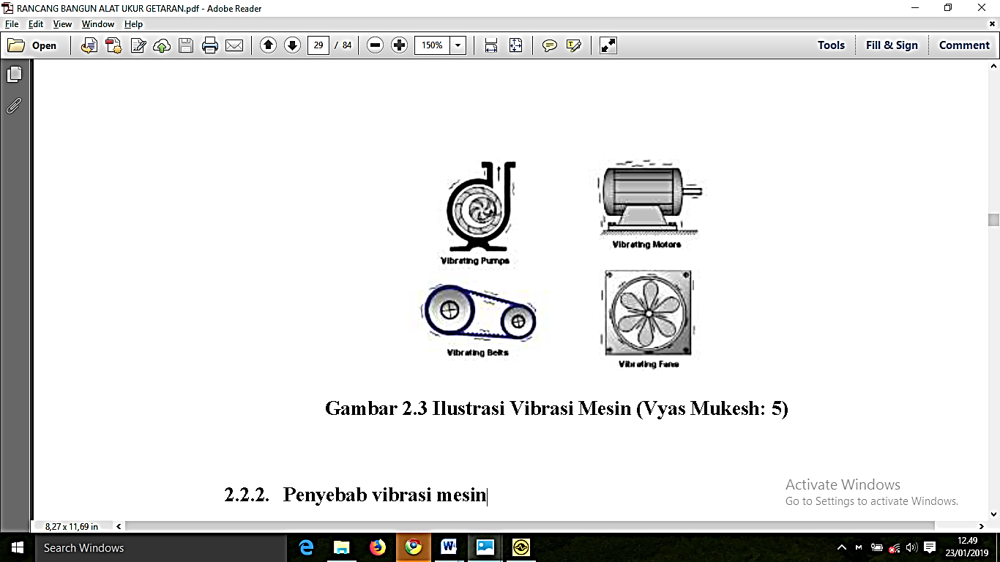 RANCANG BANGUN ALAT UKUR GETARAN.pdf - Adobe Reader
File Edit View Window Help
Open 29 / 84 150% Tools Fill & Sign Comment
Vibrating Pumps
Vibrating Motors
Vibrating Belts
Vibrating Fans
Gambar 2.3 Ilustrasi Vibrasi Mesin (Vyas Mukesh: 5)
2.2.2. Penyebab vibrasi mesin
Activate Windows
Go to Settings to activate Windows.
8,27 x 11,69 in
Search Windows
12.49
23/01/2019